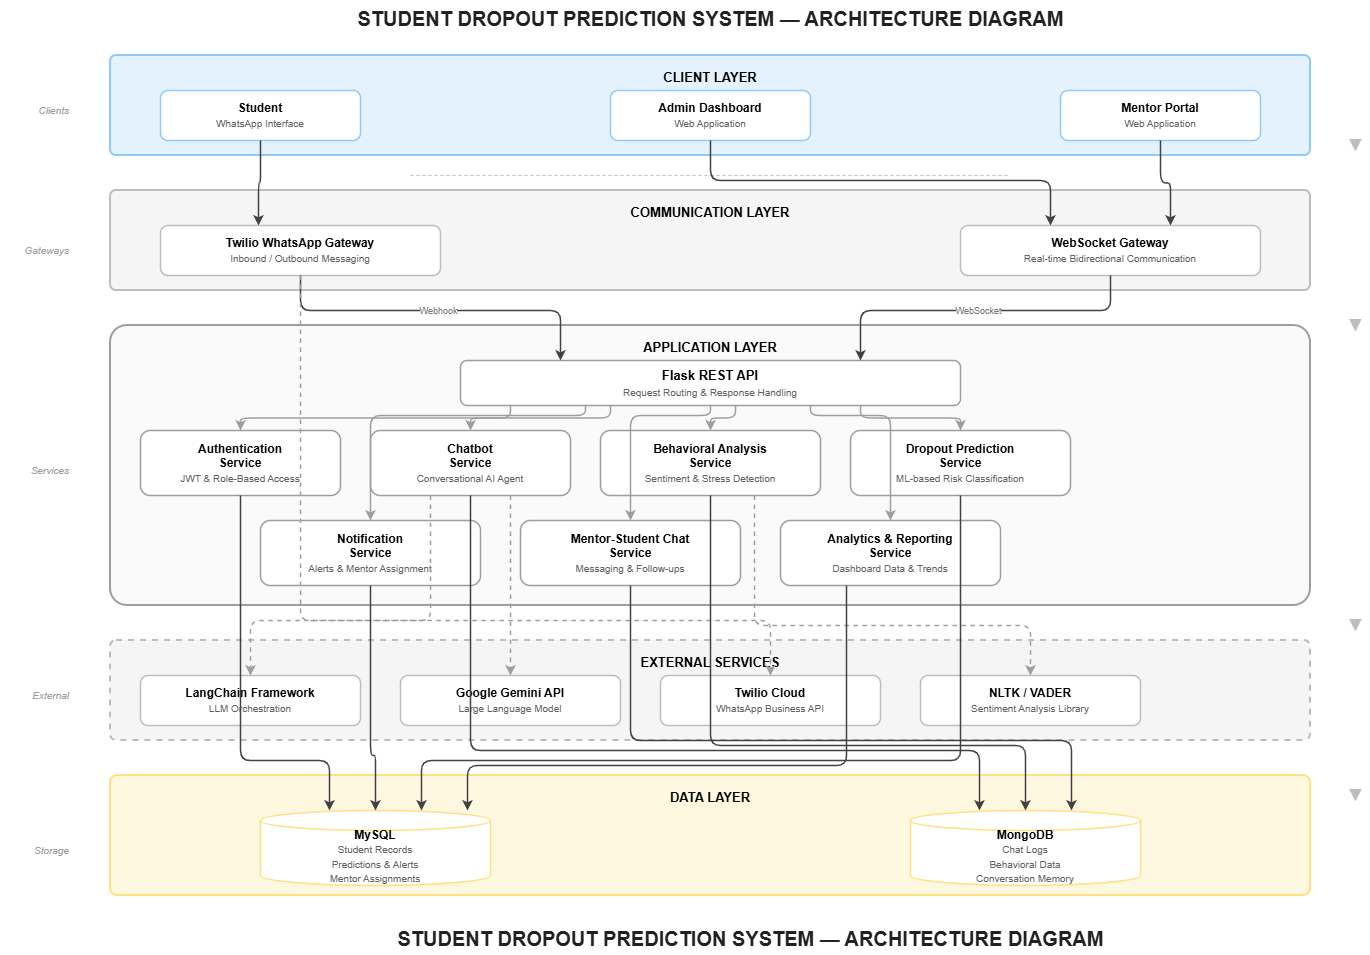 STUDENT DROPOUT PREDICTION SYSTEM — ARCHITECTURE DIAGRAM
CLIENT LAYER
Clients
Student
WhatsApp Interface
Admin Dashboard
Web Application
Mentor Portal
Web Application
COMMUNICATION LAYER
Gateways
Twilio WhatsApp Gateway
Inbound / Outbound Messaging
WebSocket Gateway
Real-time Bidirectional Communication
Webhook
WebSocket
APPLICATION LAYER
Flask REST API
Request Routing & Response Handling
Services
Authentication
Service
JWT & Role-Based Access
Chatbot
Service
Conversational AI Agent
Behavioral Analysis
Service
Sentiment & Stress Detection
Dropout Prediction
Service
ML-based Risk Classification
Notification
Service
Alerts & Mentor Assignment
Mentor-Student Chat
Service
Messaging & Follow-ups
Analytics & Reporting
Service
Dashboard Data & Trends
EXTERNAL SERVICES
External
LangChain Framework
LLM Orchestration
Google Gemini API
Large Language Model
Twilio Cloud
WhatsApp Business API
NLTK / VADER
Sentiment Analysis Library
DATA LAYER
Storage
MySQL
Student Records
Predictions & Alerts
Mentor Assignments
MongoDB
Chat Logs
Behavioral Data
Conversation Memory
STUDENT DROPOUT PREDICTION SYSTEM — ARCHITECTURE DIAGRAM